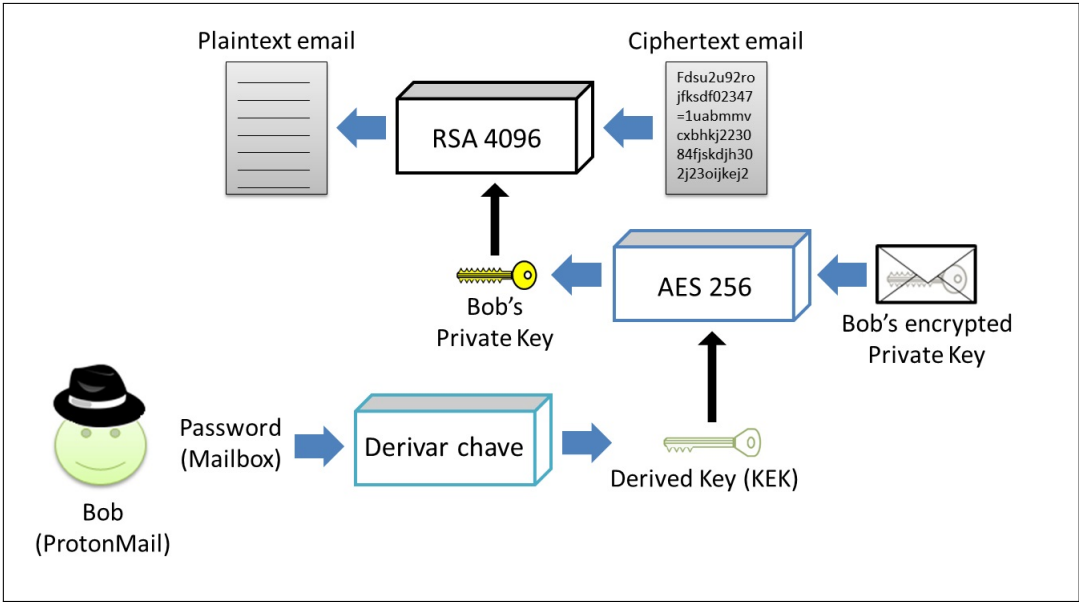 Plaintext email
Ciphertext email
Fdsu2u92ro
jfksdf02347
=1uabmmv
cxbhkj2230
84fjskdjh30
2j23oijkej2
RSA 4096
AES 256
Bob's
Private Key
Bob's encrypted
Private Key
Password
(Mailbox)
Derivar chave
Derived Key (KEK)
Bob
(ProtonMail)